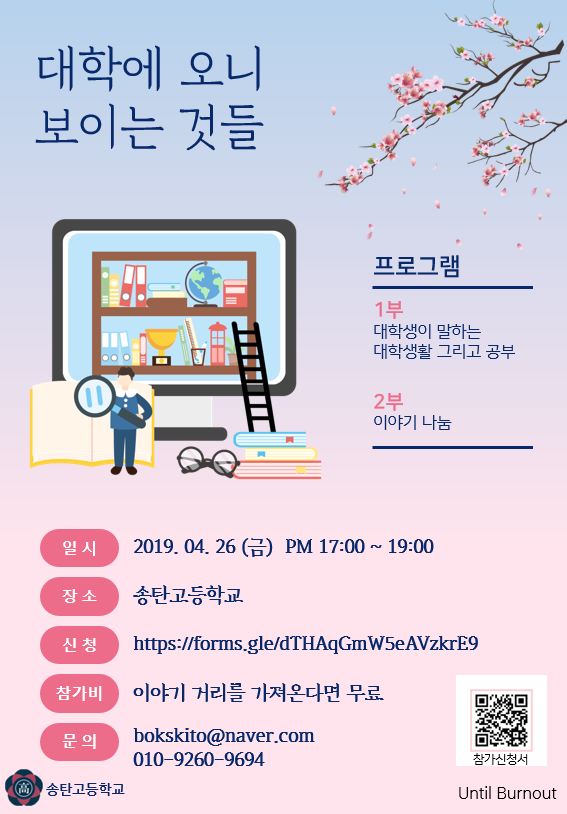 대학에 오니
보이는 것들
프로그램
1부
대학생이 말하는
대학생활 그리고 공부
2부
이야기 나눔
일 시
2019. 04. 26 (금) PM 17:00 ~ 19:00
장 소
송탄고등학교
신 청
https://forms.gle/dTHAqGmW5eAVzkrE9
참가비
이야기 거리를 가져온다면 무료
문 의
bokskito@naver.com
010-9260-9694
참가신청서
高
송탄고등학교
Until Burnout